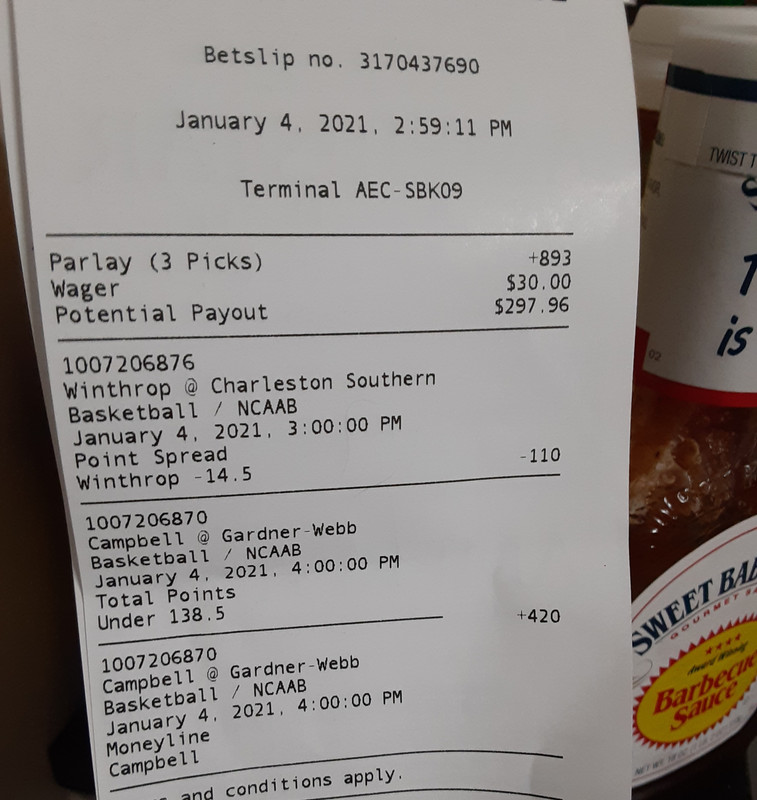 Betslip no. 3170437690
January 4, 2021, 2:59:11 PM
Terminal AEC-SBK09
Parlay (3 Picks) +893
Wager $30.00
Potential Payout $297.96
1007206876
Winthrop @ Charleston Southern
Basketball / NCAAB
January 4, 2021, 3:00:00 PM
Point Spread
Winthrop -14.5 -110
1007206870
Campbell @ Gardner-Webb
Basketball / NCAAB
January 4, 2021, 4:00:00 PM
Total Points
Under 138.5 +420
1007206870
Campbell @ Gardner-Webb
Basketball / NCAAB
January 4, 2021, 4:00:00 PM
Moneyline
Campbell
and conditions apply.
TWIST
is
02
SWEET BA
GOURMET
Award Winning
Barbecue
Sauce